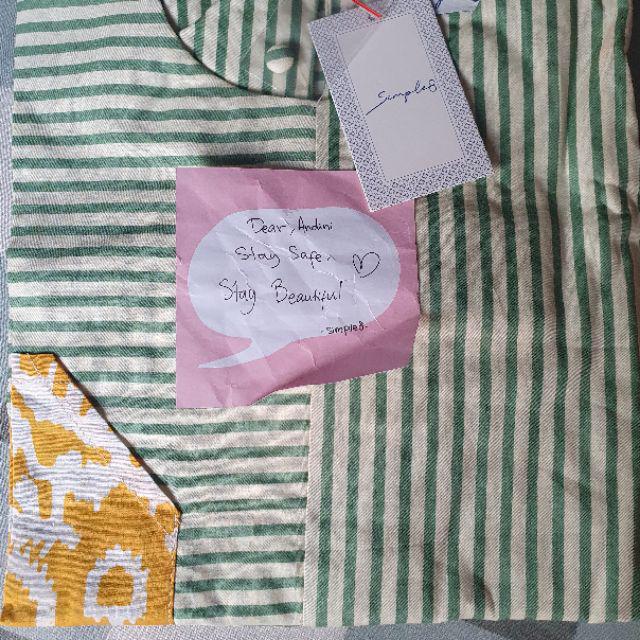 simple8
Dear, Andini
Stay Safe
Stay Beautiful
-simple8-